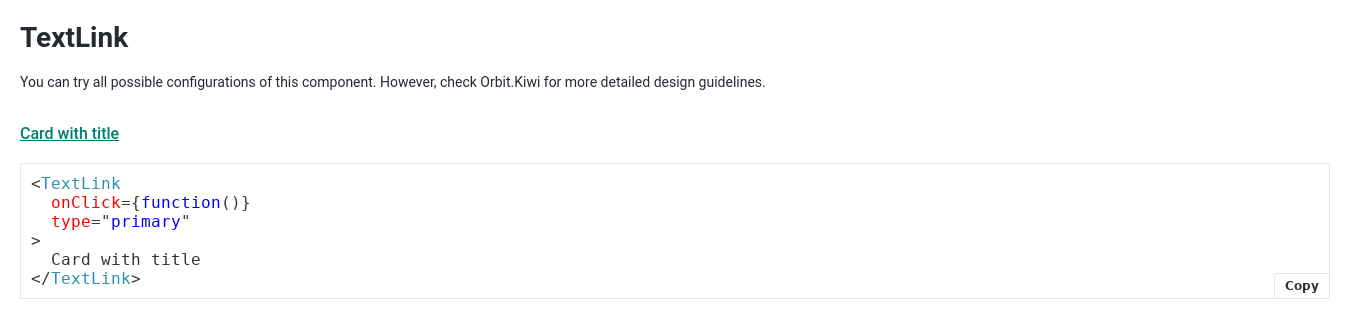 TextLink
You can try all possible configurations of this component. However, check Orbit.Kiwi for more detailed design guidelines.
Card with title
<TextLink
  onClick={function()}
  type="primary"
>
  Card with title
</TextLink>
Copy